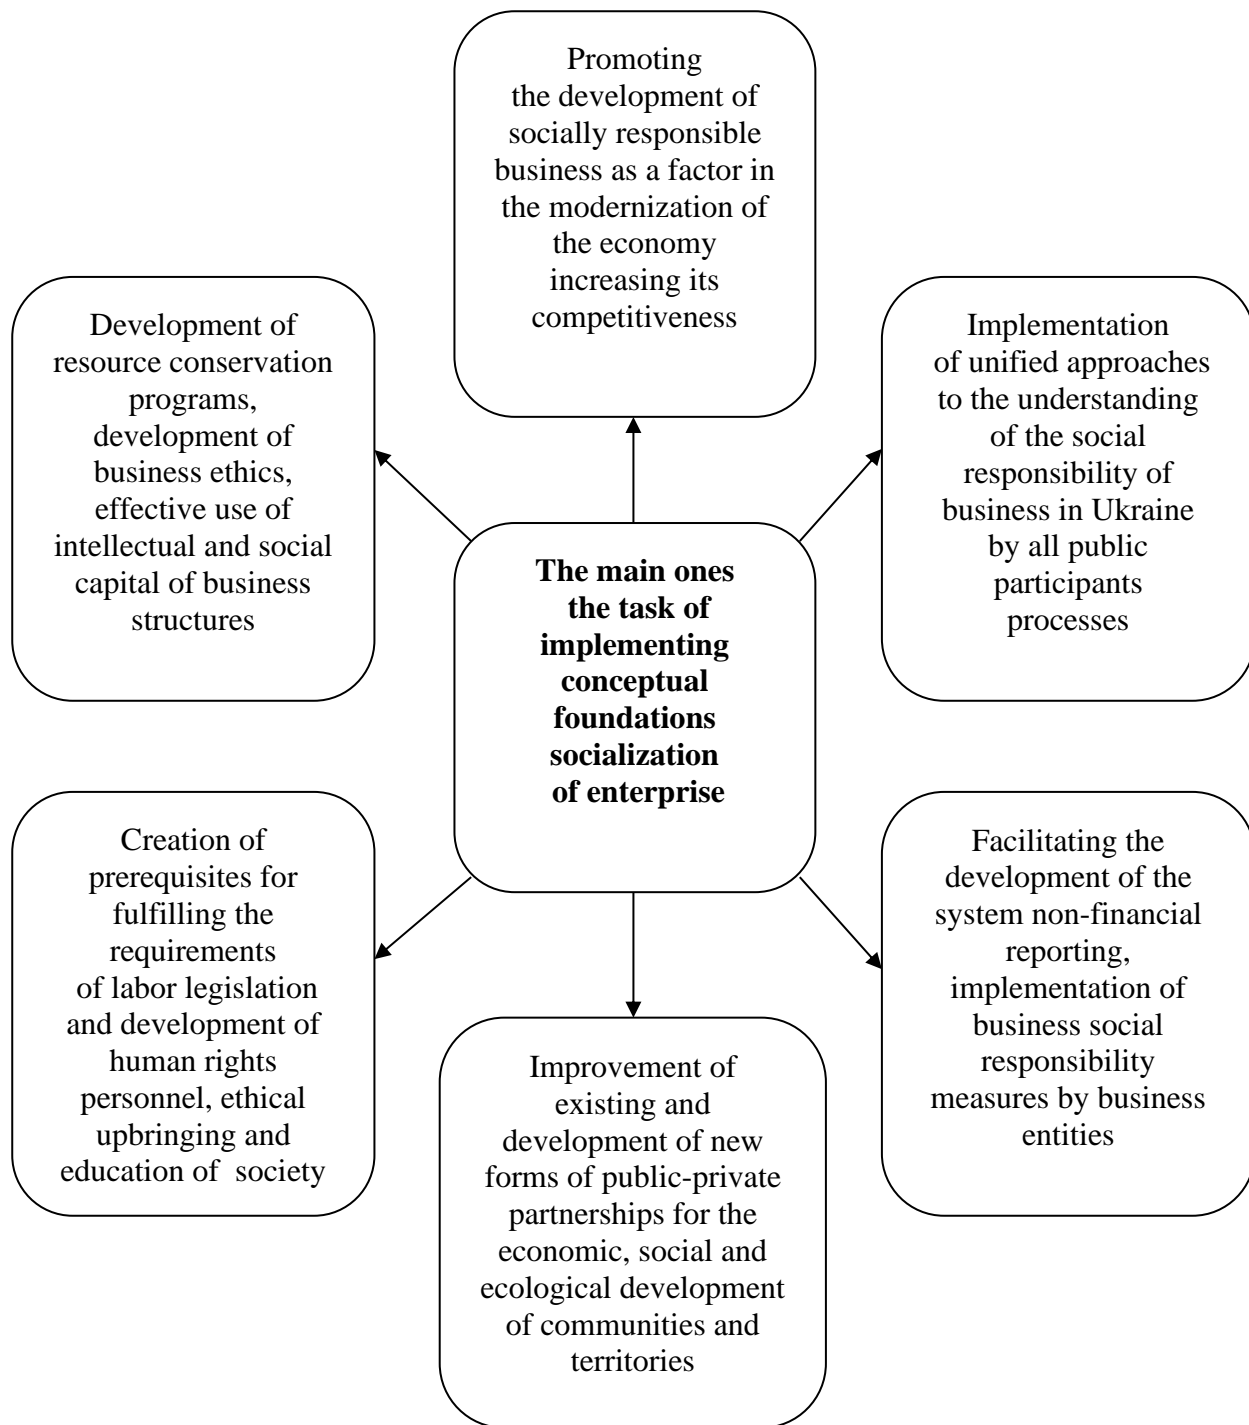 Promoting
the development of
socially responsible
business as a factor in
the modernization of
the economy
increasing its
competitiveness
Development of
resource conservation
programs,
development of
business ethics,
effective use of
intellectual and social
capital of business
structures
Implementation
of unified approaches
to the understanding
of the social
responsibility of
business in Ukraine
by all public
participants
processes
The main ones
the task of
implementing
conceptual
foundations
socialization
of enterprise
Creation of
prerequisites for
fulfilling the
requirements
of labor legislation
and development of
human rights
personnel, ethical
upbringing and
education of society
Facilitating the
development of the
system non-financial
reporting,
implementation of
business social
responsibility
measures by business
entities
Improvement of
existing and
development of new
forms of public-private
partnerships for the
economic, social and
ecological development
of communities and
territories